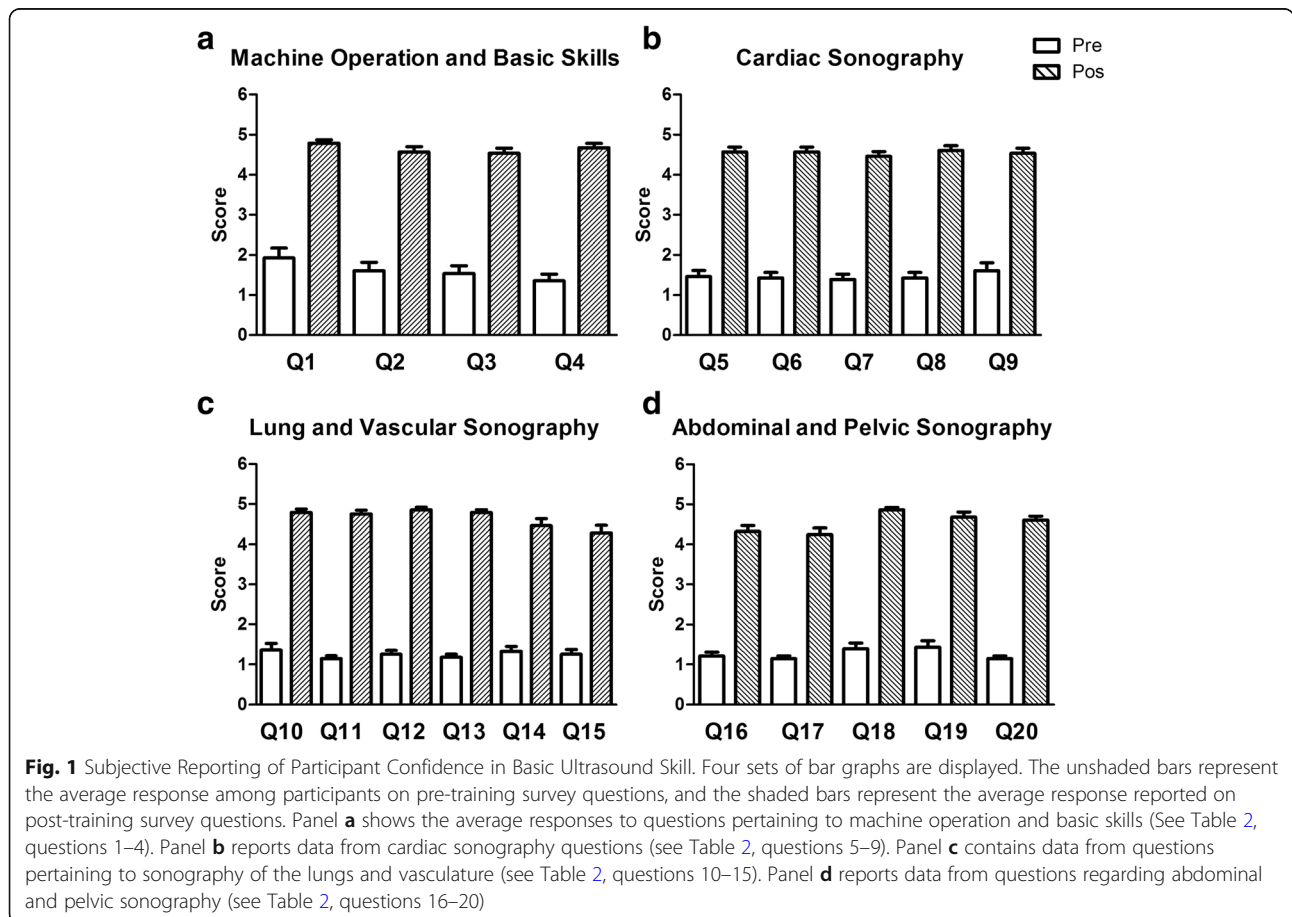 a
Machine Operation and Basic Skills
6
5
4
3
2
1
0
Score
Q1 Q2 Q3 Q4
b
Cardiac Sonography
Pre
Pos
6
5
4
3
2
1
0
Score
Q5 Q6 Q7 Q8 Q9
c
Lung and Vascular Sonography
6
5
4
3
2
1
0
Score
Q10 Q11 Q12 Q13 Q14 Q15
d
Abdominal and Pelvic Sonography
6
5
4
3
2
1
0
Score
Q16 Q17 Q18 Q19 Q20
Fig. 1 Subjective Reporting of Participant Confidence in Basic Ultrasound Skill. Four sets of bar graphs are displayed. The unshaded bars represent
the average response among participants on pre-training survey questions, and the shaded bars represent the average response reported on
post-training survey questions. Panel a shows the average responses to questions pertaining to machine operation and basic skills (See Table 2,
questions 1–4). Panel b reports data from cardiac sonography questions (see Table 2, questions 5–9). Panel c contains data from questions
pertaining to sonography of the lungs and vasculature (see Table 2, questions 10–15). Panel d reports data from questions regarding abdominal
and pelvic sonography (see Table 2, questions 16–20)